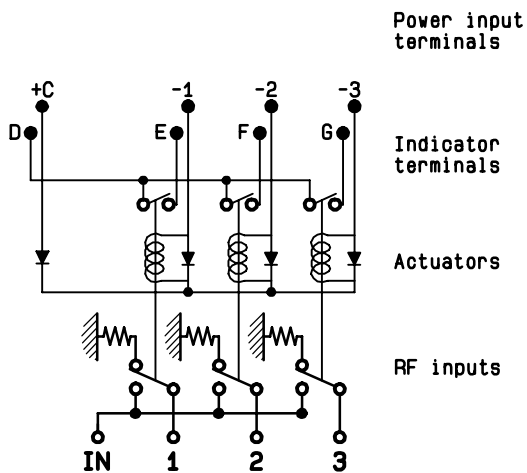 Power input
terminals
+C -1 -2 -3
D E F G
Indicator
terminals
Actuators
RF inputs
IN 1 2 3